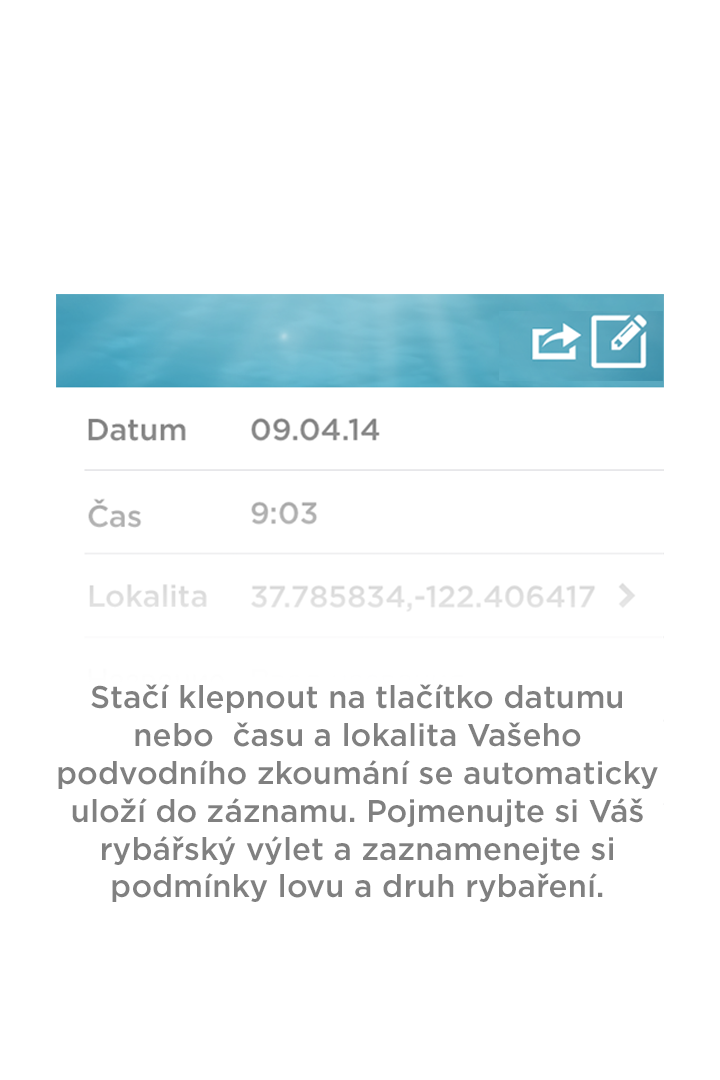 Datum 09.04.14
Čas 9:03
Lokalita 37.785834,-122.406417
Stačí klepnout na tlačítko datumu
nebo  času a lokalita Vašeho
podvodního zkoumání se automaticky
uloží do záznamu. Pojmenujte si Váš
rybářský výlet a zaznamenejte si
podmínky lovu a druh rybaření.